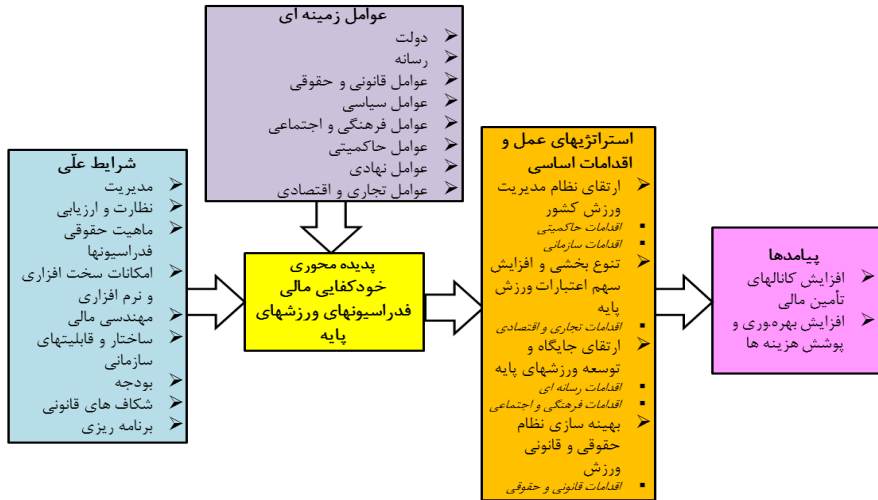 عوامل زمینه ای
دولت
رسانه
عوامل قانونی و حقوقی
عوامل سیاسی
عوامل فرهنگی و اجتماعی
عوامل حاکمیتی
عوامل نهادی
عوامل تجاری و اقتصادی
شرایط علّی
مدیریت
نظارت و ارزیابی
ماهیت حقوقی
فدراسیونها
امکانات سخت افزاری
و نرم افزاری
مهندسی مالی
ساختار و قابلیتهای
سازمانی
بودجه
شکاف های قانونی
برنامه ریزی
پدیده محوری
خودکفایی مالی
فدراسیونهای ورزشهای
پایه
استراتژیهای عمل و
اقدامات اساسی
ارتقای نظام مدیریت
ورزش کشور
اقدامات حاکمیتی
اقدامات سازمانی
تنوع بخشی و افزایش
سهم اعتبارات ورزش
پایه
اقدامات تجاری و اقتصادی
ارتقای جایگاه و
توسعه ورزشهای پایه
اقدامات رسانه ای
اقدامات فرهنگی و اجتماعی
بهینه سازی نظام
حقوقی و قانونی
ورزش
اقدامات قانونی و حقوقی
پیامدها
افزایش کانالهای
تأمین مالی
افزایش بهره.وری و
پوشش هزینه ها